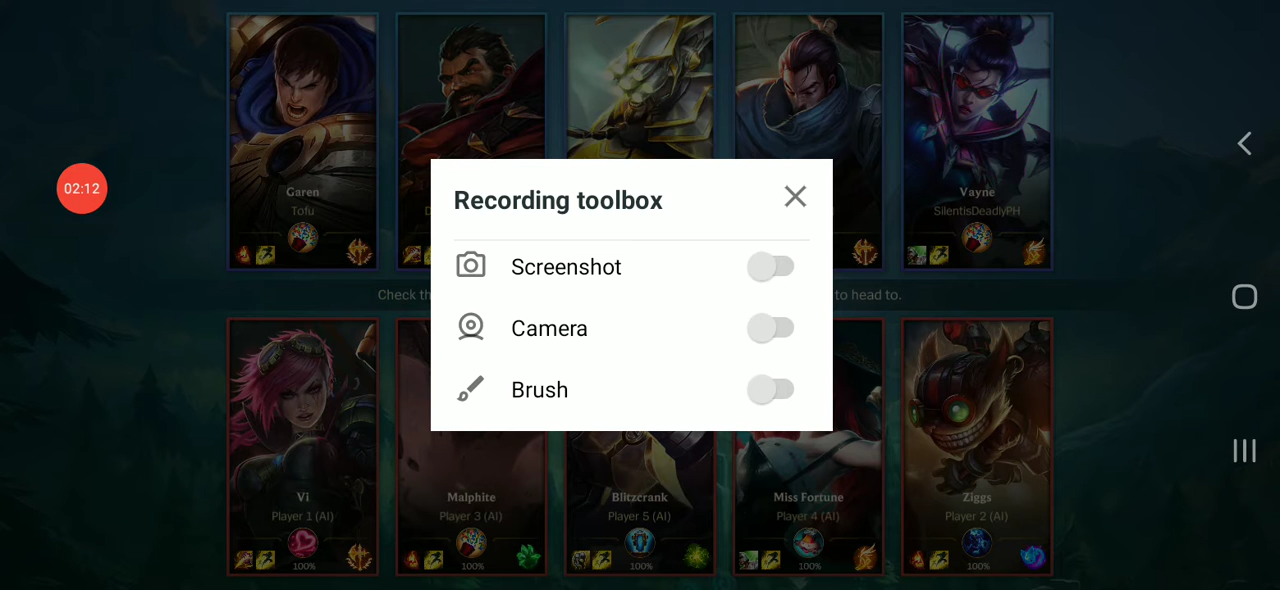 02:12
Garen
Tofu
Vayne
SilentisDeadlyPH
Recording toolbox
Screenshot
Camera
Brush
Check
to head to.
Vi
Player 1 (AI)
100%
Malphite
Player 3 (AI)
100%
Blitzcrank
Player 5 (AI)
100%
Miss Fortune
Player 4 (AI)
100%
Ziggs
Player 2 (AI)
100%